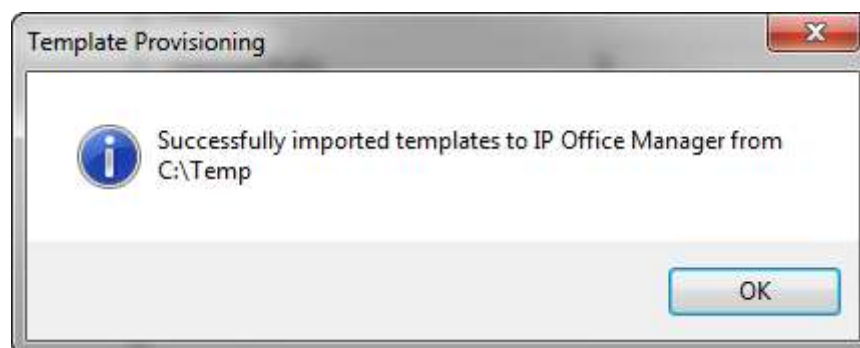 Template Provisioning
Successfully imported templates to IP Office Manager from
C:\Temp
OK